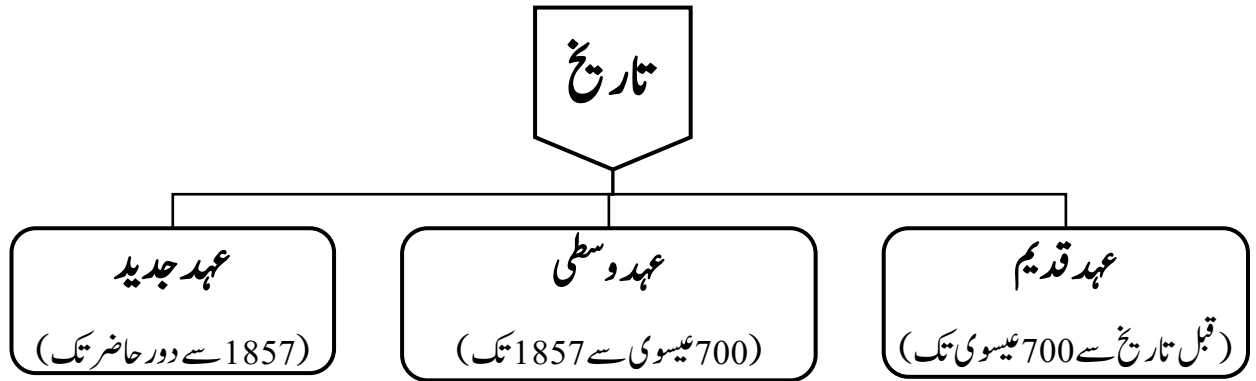 تاریخ
عہد قدیم
(قبل تاریخ سے 700 عیسوی تک)
عہد وسطی
(700 عیسوی سے 1857 تک)
عہد جدید
(1857 سے دور حاضر تک)